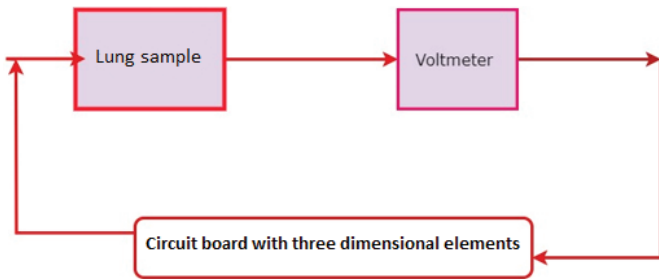 Lung sample
Voltmeter
Circuit board with three dimensional elements